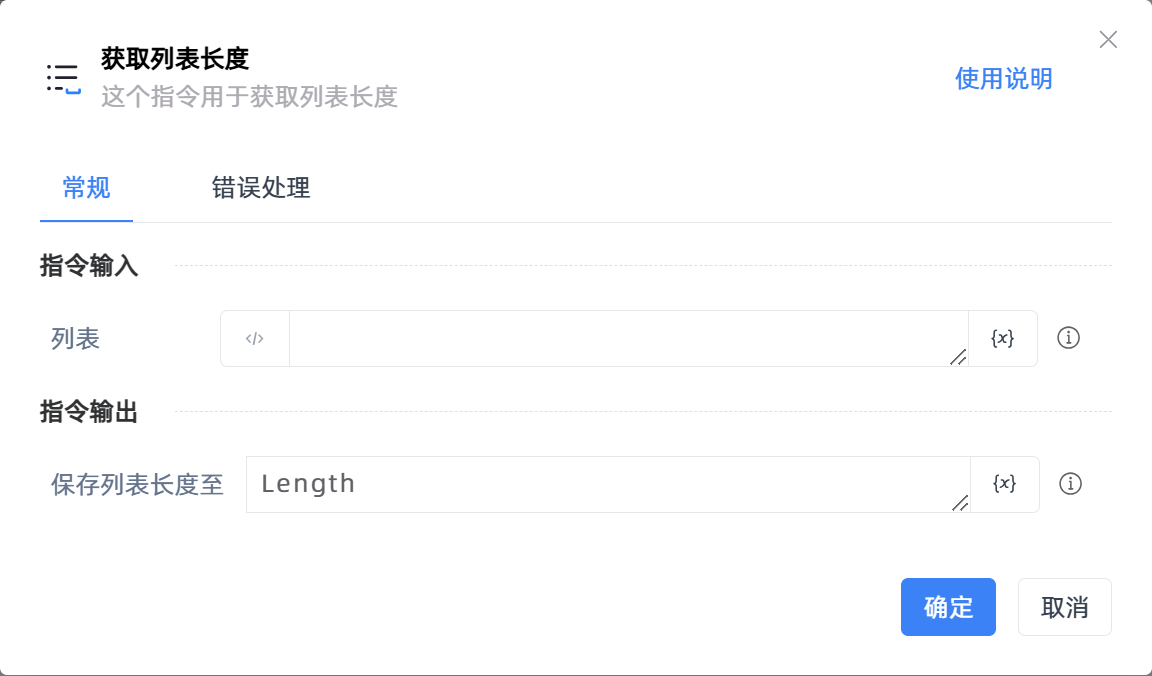 获取列表长度
这个指令用于获取列表长度
使用说明
常规
错误处理
指令输入
列表
</>
{x}
指令输出
保存列表长度至
Length
{x}
确定
取消